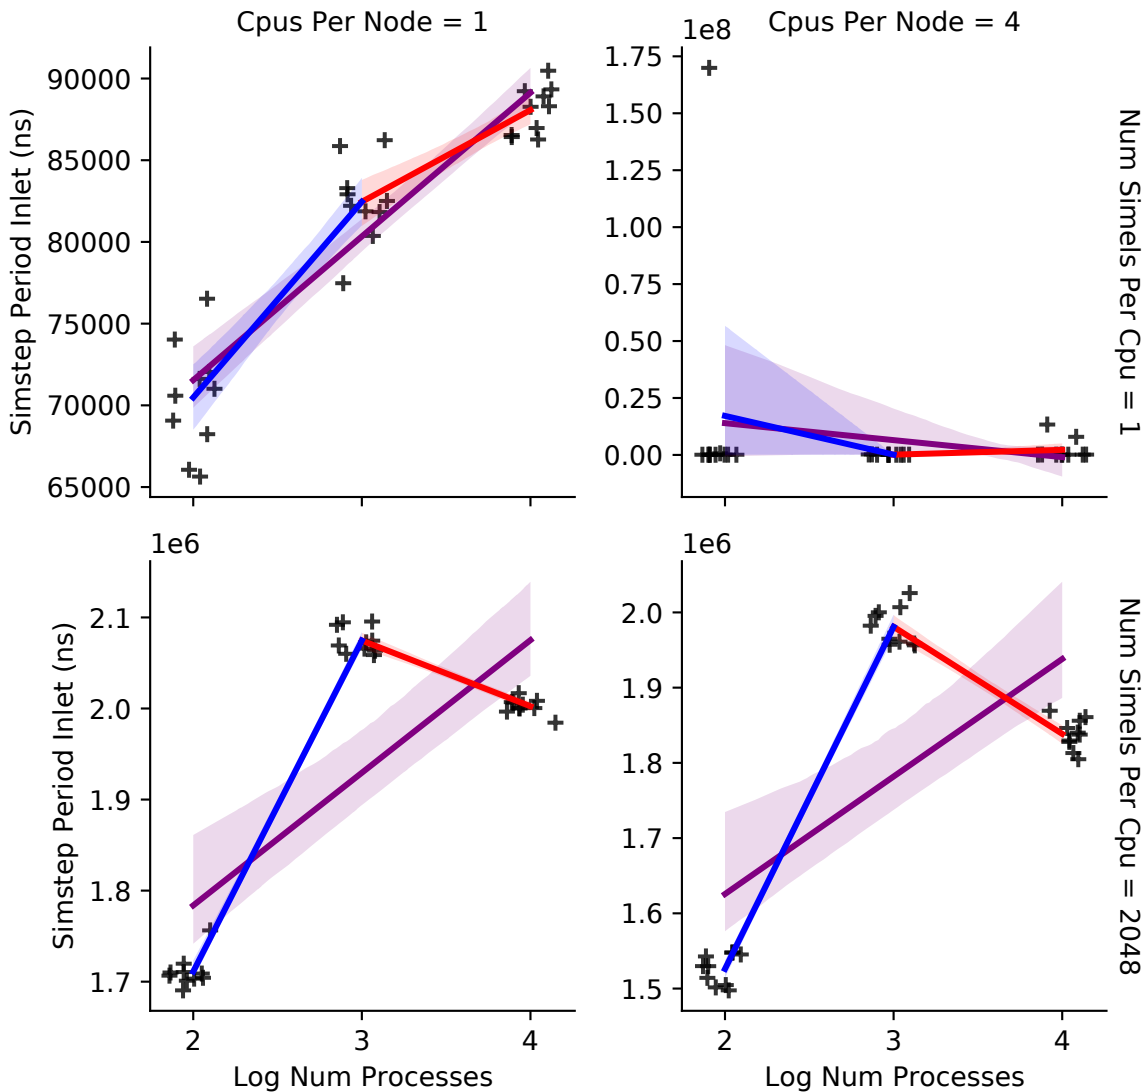 Cpus Per Node = 1
Cpus Per Node = 4
1e8
90000
85000
80000
75000
70000
65000
Simstep Period Inlet (ns)
1.75
1.50
1.25
1.00
0.75
0.50
0.25
0.00
Num Simels Per Cpu = 1
1e6
2.1
2.0
1.9
1.8
1.7
Simstep Period Inlet (ns)
2
3
4
Log Num Processes
1e6
2.0
1.9
1.8
1.7
1.6
1.5
2
3
4
Log Num Processes
Num Simels Per Cpu = 2048